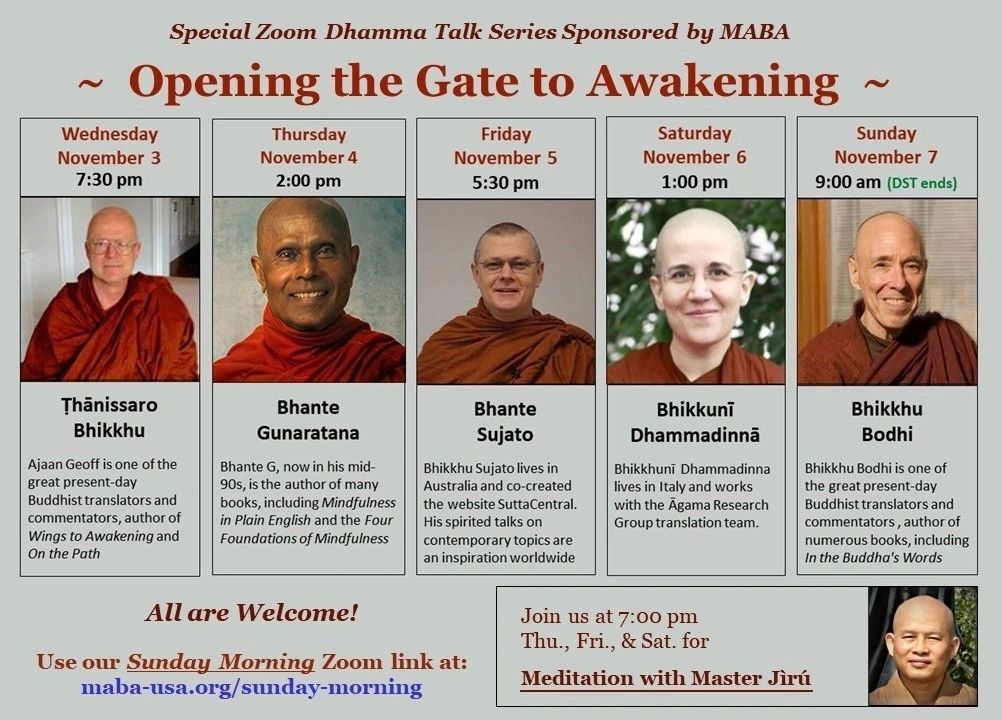 Special Zoom Dhamma Talk Series Sponsored by MABA
~ Opening the Gate to Awakening ~
Wednesday
November 3
7:30 pm
Ṭhānissaro
Bhikkhu
Ajaan Geoff is one of the
great present-day
Buddhist translators and
commentators, author of
Wings to Awakening and
On the Path
Thursday
November 4
2:00 pm
Bhante
Gunaratana
Bhante G, now in his mid-
90s, is the author of many
books, including Mindfulness
in Plain English and the Four
Foundations of Mindfulness
Friday
November 5
5:30 pm
Bhante
Sujato
Bhikkhu Sujato lives in
Australia and co-created
the website SuttaCentral.
His spirited talks on
contemporary topics are
an inspiration worldwide
Saturday
November 6
1:00 pm
Bhikkunī
Dhammadinnā
Bhikkhunī Dhammadinna
lives in Italy and works
with the Āgama Research
Group translation team.
Sunday
November 7
9:00 am (DST ends)
Bhikkhu
Bodhi
Bhikkhu Bodhi is one of
the great present-day
Buddhist translators and
commentators , author of
numerous books, including
In the Buddha's Words
All are Welcome!
Use our Sunday Morning Zoom link at:
maba-usa.org/sunday-morning
Join us at 7:00 pm
Thu., Fri., & Sat. for
Meditation with Master Jìrú